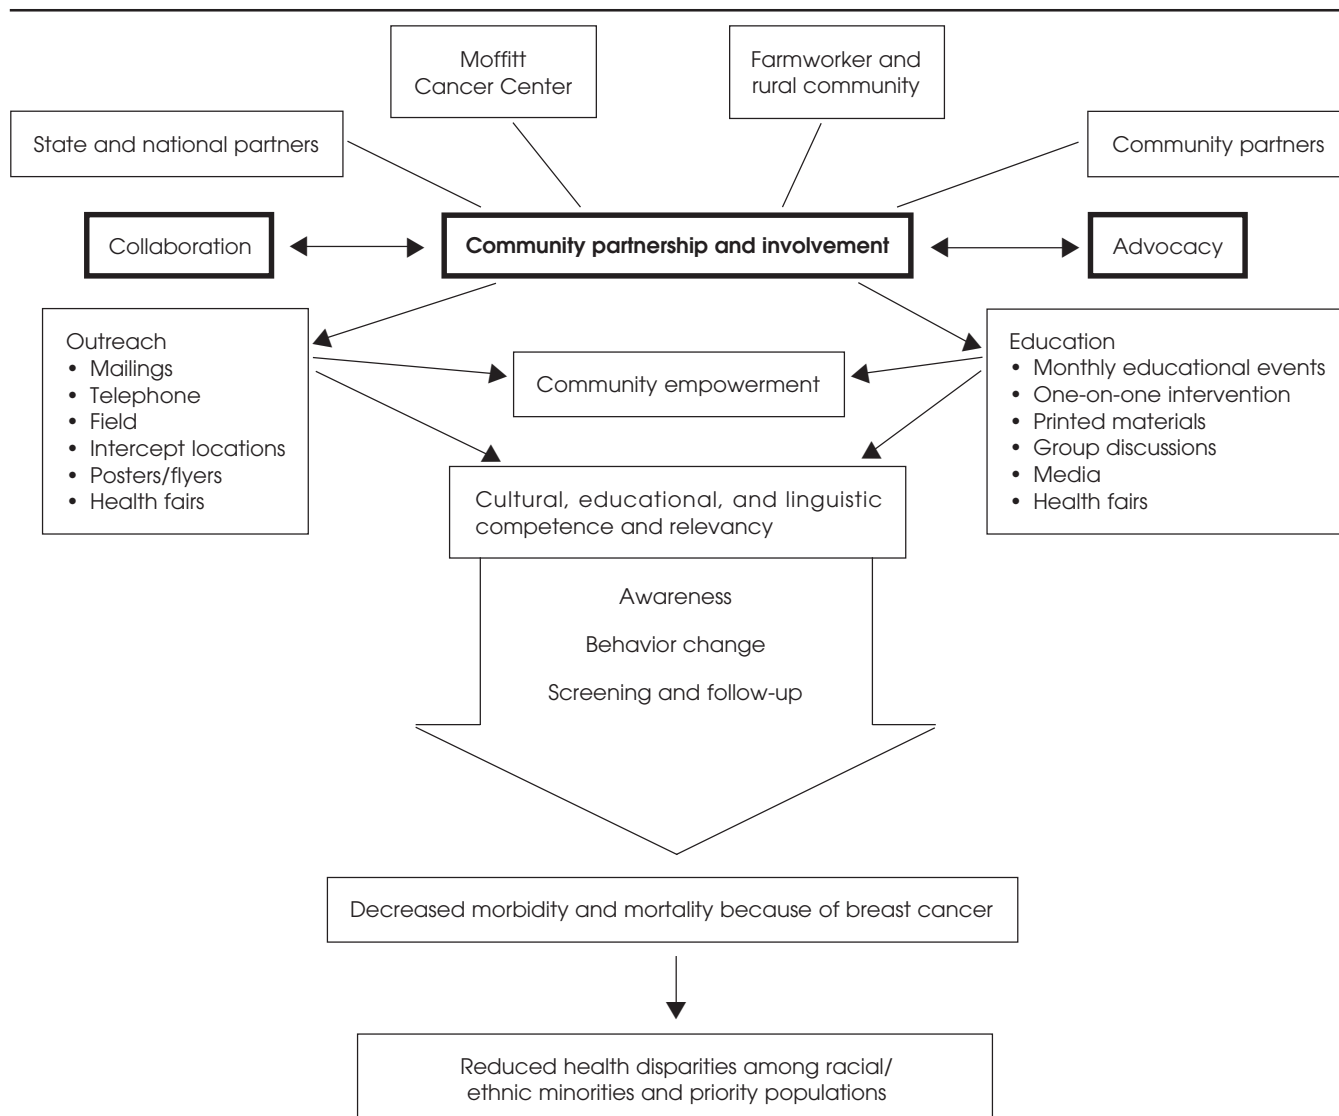 Moffitt
Cancer Center
Farmworker and
rural community
State and national partners
Community partners
Collaboration
Community partnership and involvement
Advocacy
Outreach
• Mailings
• Telephone
• Field
• Intercept locations
• Posters/flyers
• Health fairs
Community empowerment
Education
• Monthly educational events
• One-on-one intervention
• Printed materials
• Group discussions
• Media
• Health fairs
Cultural, educational, and linguistic
competence and relevancy
Awareness
Behavior change
Screening and follow-up
Decreased morbidity and mortality because of breast cancer
Reduced health disparities among racial/
ethnic minorities and priority populations